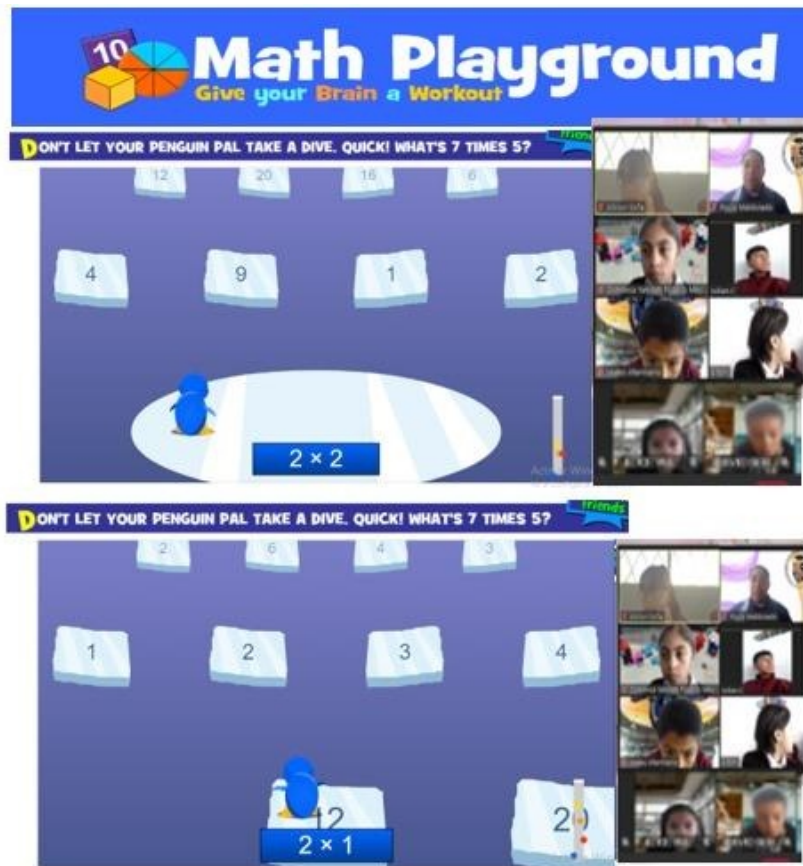 10
Math Playground
Give your Brain a Workout
DON'T LET YOUR PENGUIN PAL TAKE A DIVE. QUICK! WHAT'S 7 TIMES 5?
12 20 16 6
4 9 1 2
2 × 2
DON'T LET YOUR PENGUIN PAL TAKE A DIVE. QUICK! WHAT'S 7 TIMES 5?
friends
2 6 4 3
1 2 3 4
12 20
2 × 1